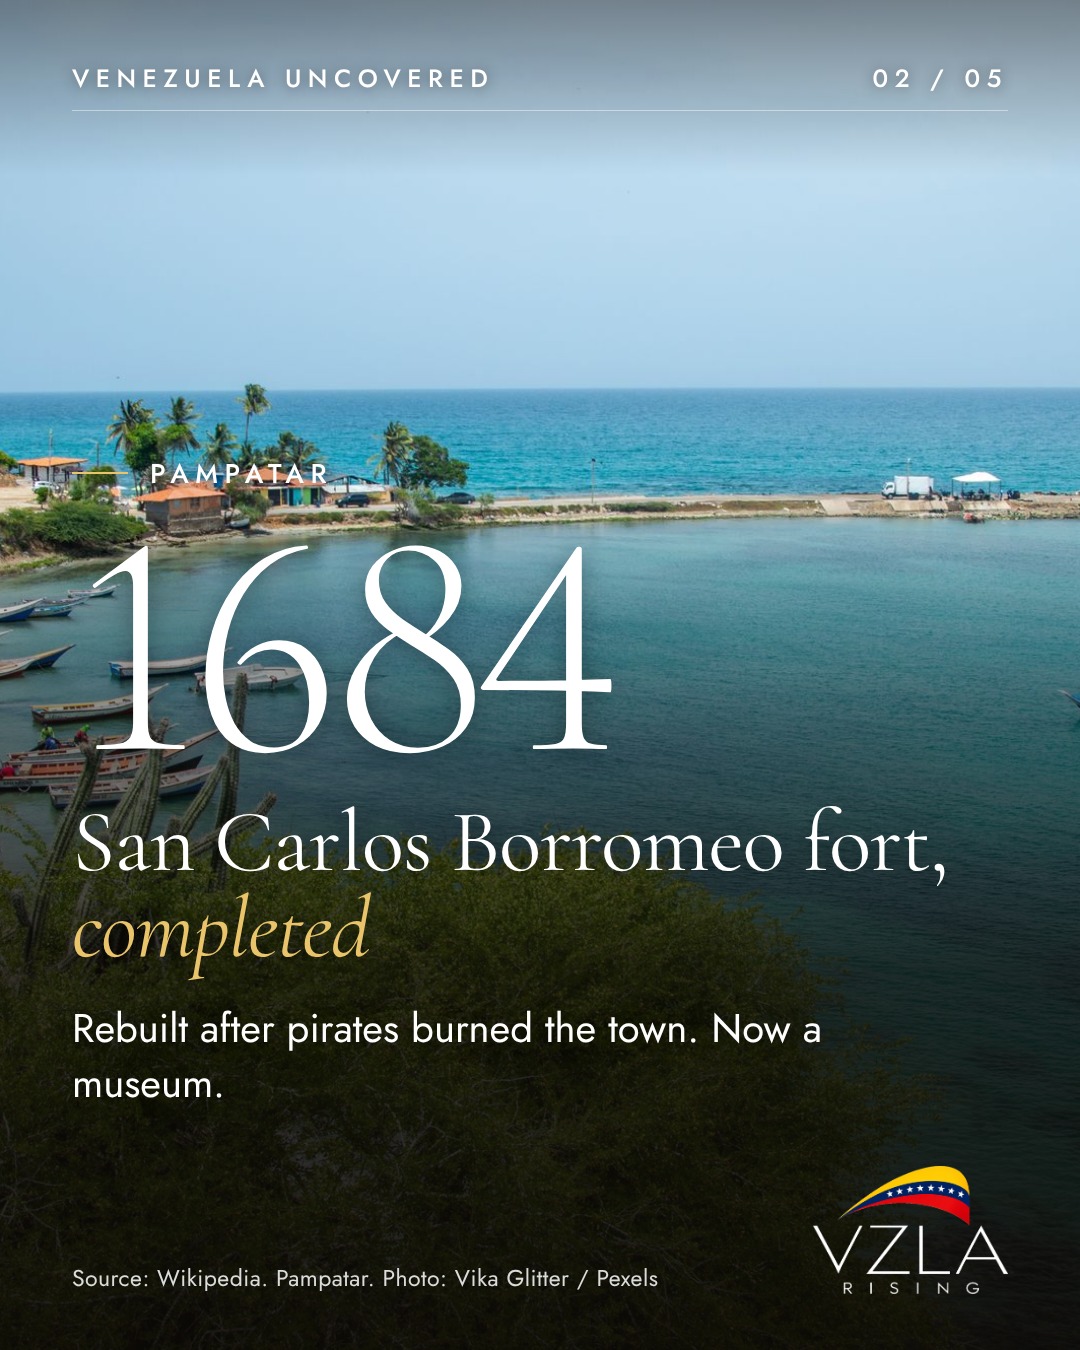 VENEZUELA UNCOVERED
02 / 05
PAMPATAR
1684
San Carlos Borromeo fort,
completed
Rebuilt after pirates burned the town. Now a
museum.
Source: Wikipedia. Pampatar. Photo: Vika Glitter / Pexels
VZLA
RISING